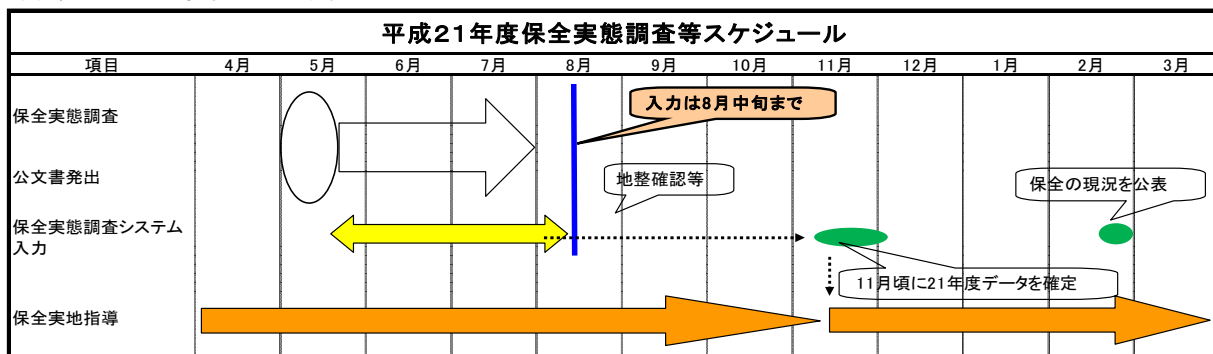 平成21年度保全実態調査等スケジュール
項目 4月 5月 6月 7月 8月 9月 10月 11月 12月 1月 2月 3月
保全実態調査
入力は8月中旬まで
公文書発出
地整確認等
保全の現況を公表
保全実態調査システム
入力
11月頃に21年度データを確定
保全実地指導